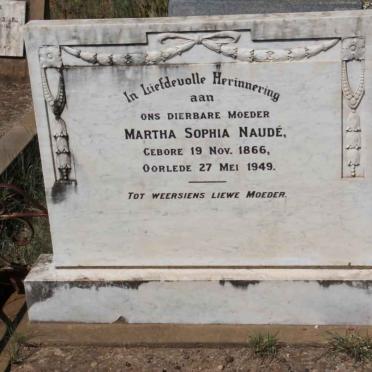 In Liefdevolle Herinnering
aan
ONS DIERBARE MOEDER
MARTHA SOPHIA NAUDÉ,
GEBORE 19 NOV. 1866,
OORLEDE 27 MEI 1949.
TOT WEERSIENS LIEWE MOEDER.